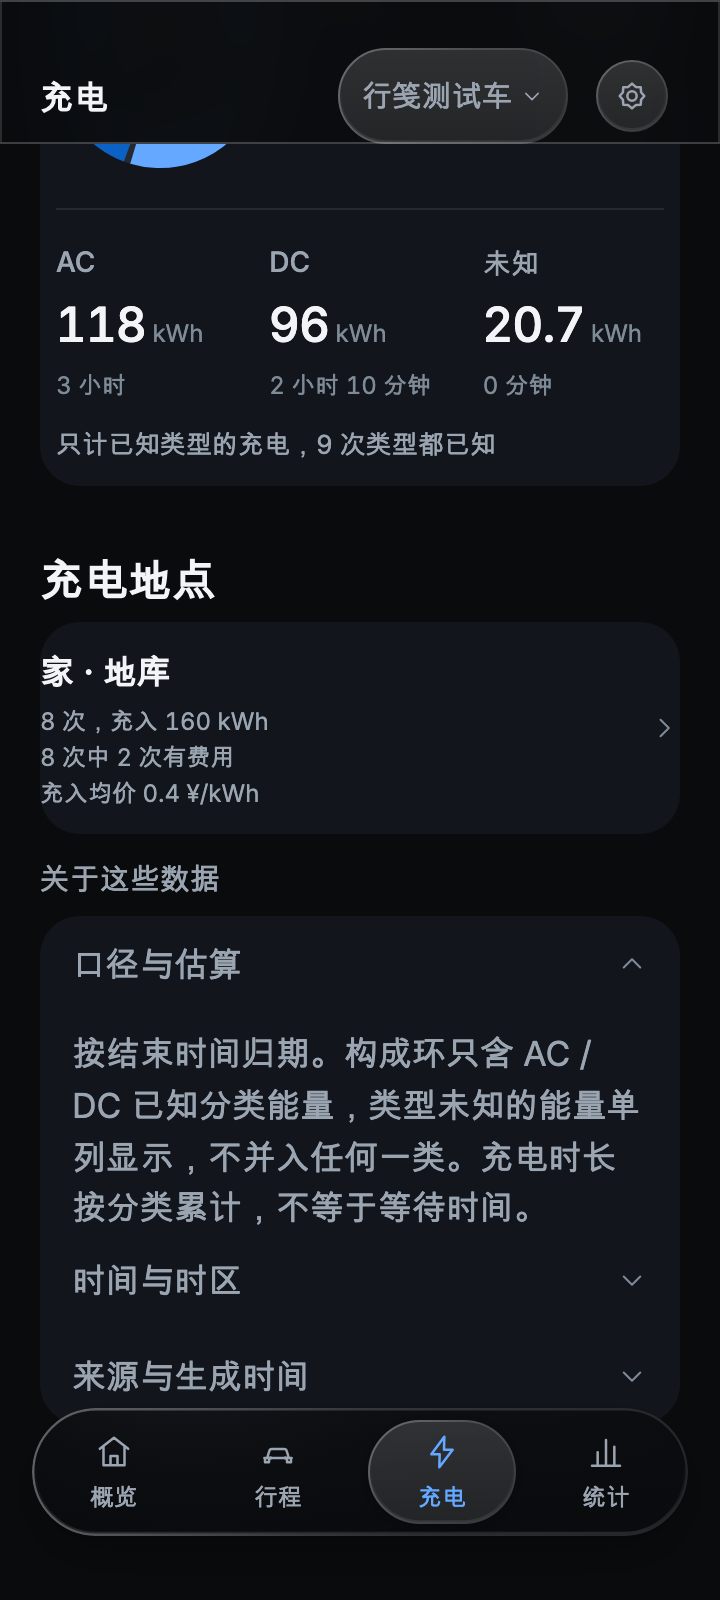 充电
行笺测试车
AC DC 未知
118 kWh 96 kWh 20.7 kWh
3 小时 2 小时 10 分钟 0 分钟
只计已知类型的充电，9 次类型都已知
充电地点
家 · 地库
8 次，充入 160 kWh
8 次中 2 次有费用
充入均价 0.4 ¥/kWh
关于这些数据
口径与估算
按结束时间归期。构成环只含 AC /
DC 已知分类能量，类型未知的能量单
列显示，不并入任何一类。充电时长
按分类累计，不等于等待时间。
时间与时区
来源与生成时间
概览 行程 充电 统计